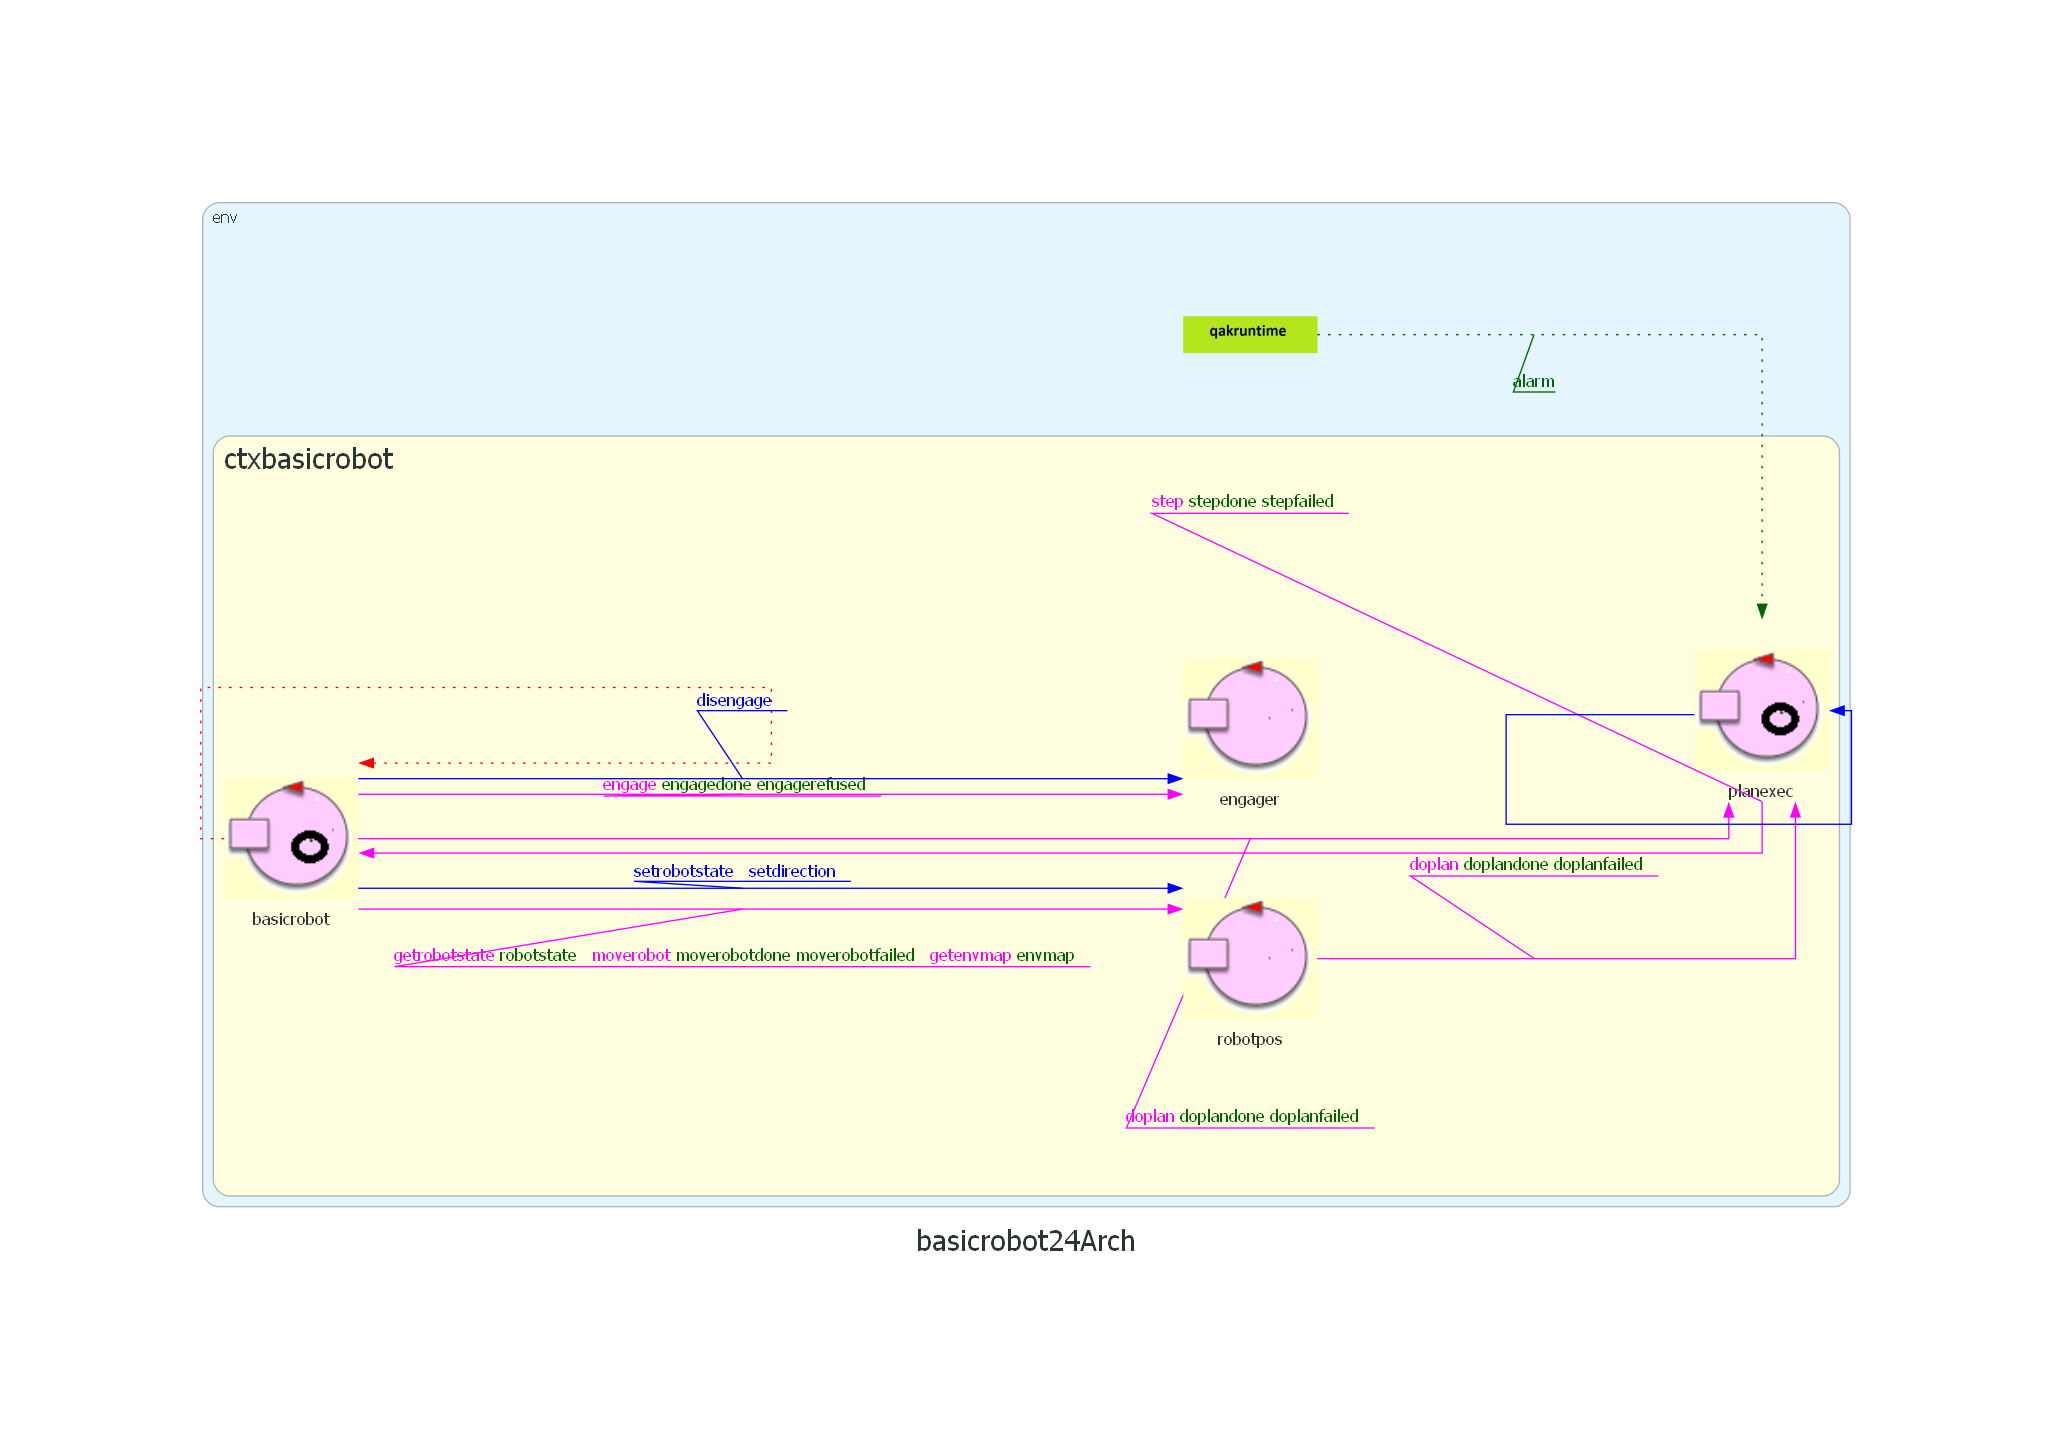 env
qakruntime
alarm
ctxbasicrobot
step stepdone stepfailed
disengage
engage engagedone engagerefused
engager
planexec
setrobotstate setdirection
doplan doplandone doplanfailed
basicrobot
getrobotstate robotstate moverobot moverobotdone moverobotfailed getenvmap envmap
robotpos
doplan doplandone doplanfailed
basicrobot24Arch